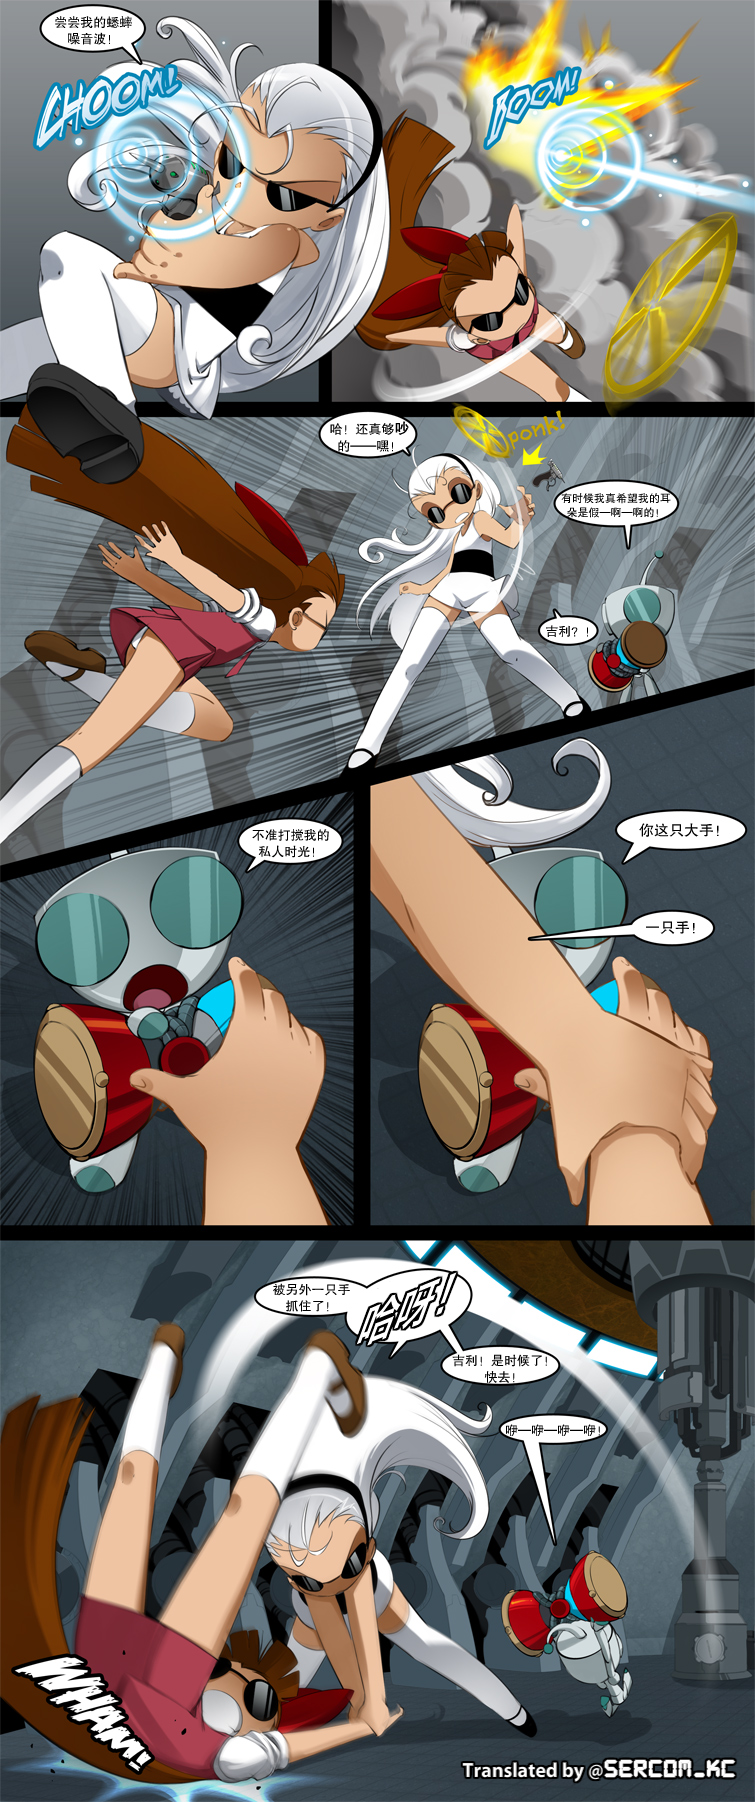 尝尝我的蟋蟀
噪音波!
CHOOM!
BOOM!
哈! 还真够吵
的——嘿!
ponk!
有时候我真希望我的耳
朵是假—啊—啊的!
吉利? !
不准打搅我的
私人时光!
你这只大手!
一只手!
被另外一只手
抓住了!
哈呀!!
吉利! 是时候了!
快去!
咿—咿—咿—咿!
WHAM!
Translated by @SERCOM_KC